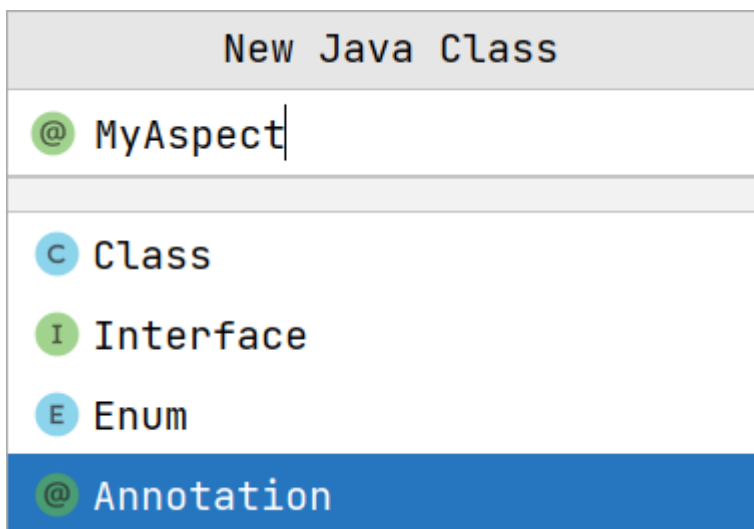 New Java Class
@ MyAspect
C Class
I Interface
E Enum
@ Annotation